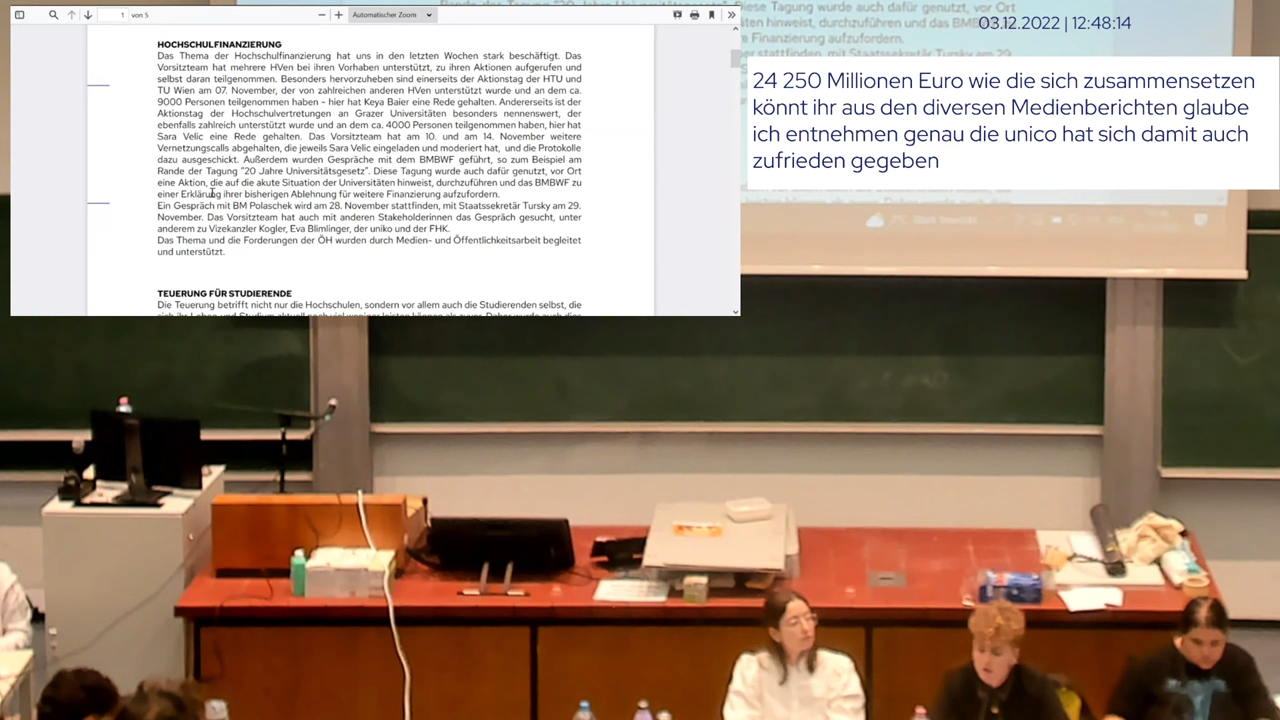 1 von 5
Automatischer Zoom
HOCHSCHULFINANZIERUNG
Das Thema der Hochschulfinanzierung hat uns in den letzten Wochen stark beschäftigt. Das
Vorsitzteam hat mehrere HVen bei ihren Vorhaben unterstützt, zu ihren Aktionen aufgerufen und
selbst daran teilgenommen. Besonders hervorzuheben sind einerseits der Aktionstag der HTU und
TU Wien am 07. November, der von zahlreichen anderen HVen unterstützt wurde und an dem ca.
9000 Personen teilgenommen haben - hier hat Keya Baier eine Rede gehalten. Andererseits ist der
Aktionstag der Hochschulvertretungen an Grazer Universitäten besonders nennenswert, der
ebenfalls zahlreich unterstützt wurde und an dem ca. 4000 Personen teilgenommen haben, hier hat
Sara Velic eine Rede gehalten. Das Vorsitzteam hat am 10. und am 14. November weitere
Vernetzungscalls abgehalten, die jeweils Sara Velic eingeladen und moderiert hat, und die Protokolle
dazu ausgeschickt. Außerdem wurden Gespräche mit dem BMBWF geführt, so zum Beispiel am
Rande der Tagung "20 Jahre Universitätsgesetz". Diese Tagung wurde auch dafür genutzt, vor Ort
eine Aktion, die auf die akute Situation der Universitäten hinweist, durchzuführen und das BMBWF zu
einer Erklärung ihrer bisherigen Ablehnung für weitere Finanzierung aufzufordern.
Ein Gespräch mit BM Polaschek wird am 28. November stattfinden, mit Staatssekretär Tursky am 29.
November. Das Vorsitzteam hat auch mit anderen Stakeholderinnen das Gespräch gesucht, unter
anderem zu Vizekanzler Kogler, Eva Blimlinger, der uniko und der FHK.
Das Thema und die Forderungen der ÖH wurden durch Medien- und Öffentlichkeitsarbeit begleitet
und unterstützt.
TEUERUNG FÜR STUDIERENDE
Die Teuerung betrifft nicht nur die Hochschulen, sondern vor allem auch die Studierenden selbst, die
03.12.2022 | 12:48:14
24 250 Millionen Euro wie die sich zusammensetzen
könnt ihr aus den diversen Medienberichten glaube
ich entnehmen genau die unico hat sich damit auch
zufrieden gegeben